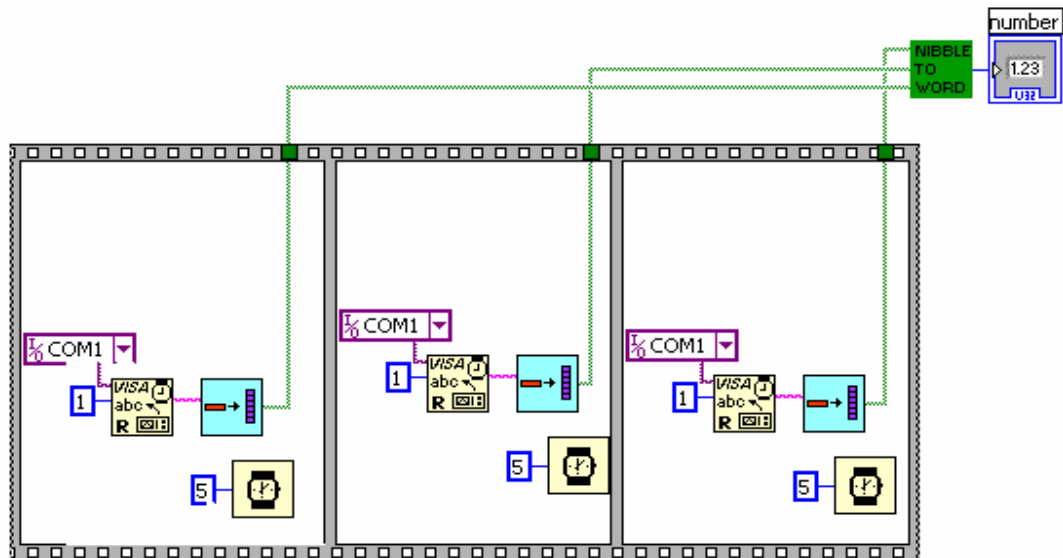 number
NIBBLE
TO
WORD
1.23
U32
I/O COM1
I/O COM1
I/O COM1
1
VISA
abc
R
1
VISA
abc
R
1
VISA
abc
R
5
5
5